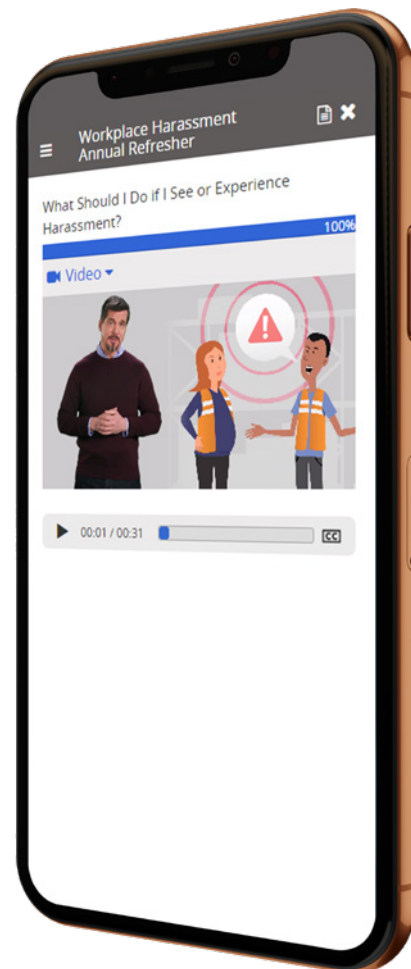 Workplace Harassment
Annual Refresher
What Should I Do if I See or Experience
Harassment?
100%
Video
00:01 / 00:31
CC